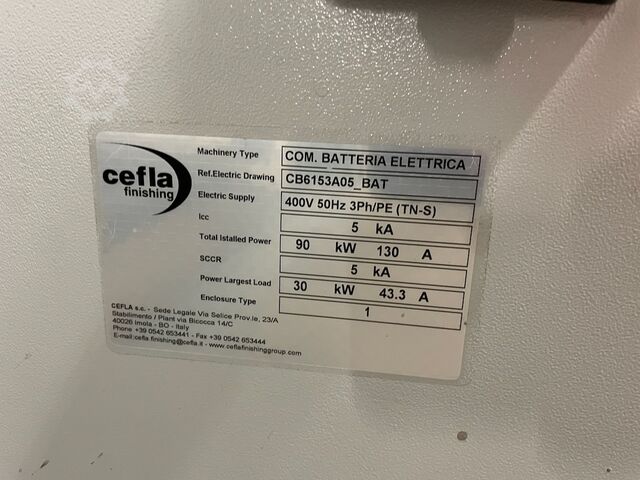 cefla
finishing
Machinery Type COM. BATTERIA ELETTRICA
Ref.Electric Drawing CB6153A05_BAT
Electric Supply 400V 50Hz 3Ph/PE (TN-S)
Icc 5 kA
Total Istalled Power 90 kW 130 A
SCCR 5 kA
Power Largest Load 30 kW 43.3 A
Enclosure Type 1
CEFLA s.c. - Sede Legale Via Selice Prov.le, 23/A
Stabilimento / Plant via Bicocca 14/C
40026 Imola - BO - Italy
Phone +39 0542 653441 - Fax +39 0542 653444
E-mail:cefla.finishing@cefla.it - www.ceflafinishinggroup.com